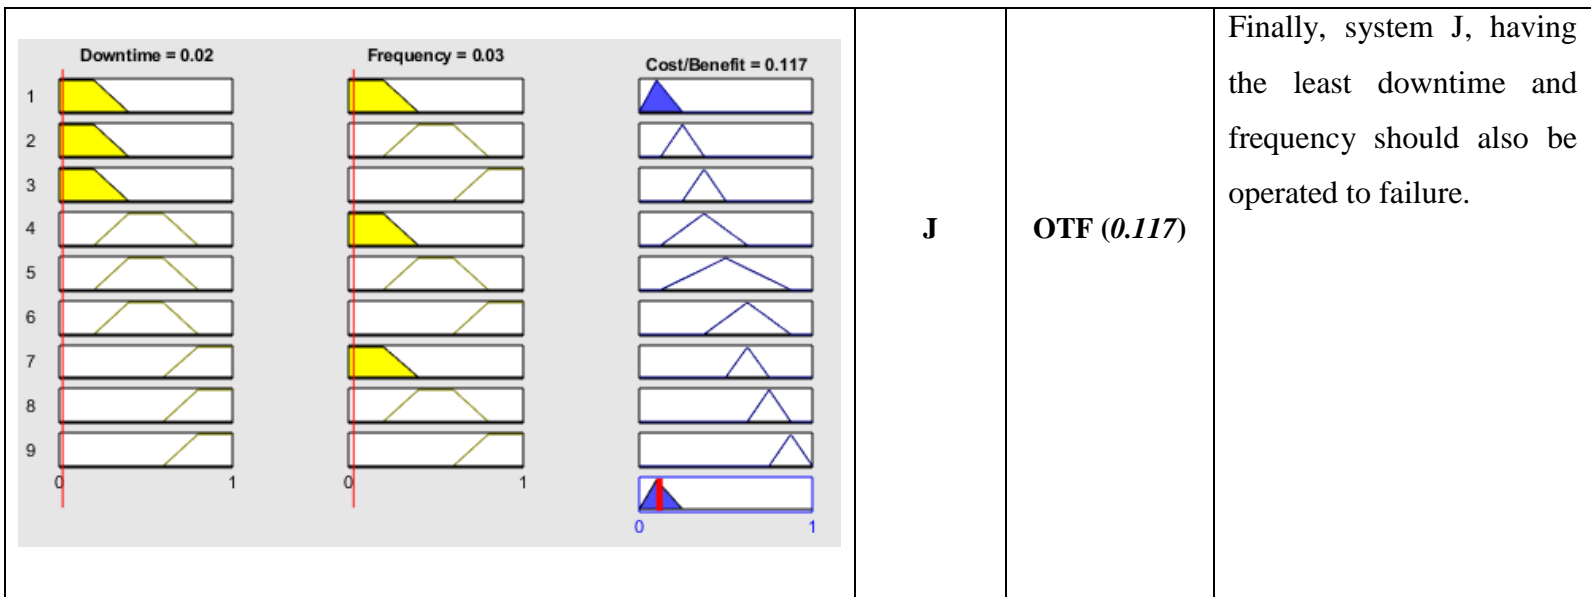 Downtime = 0.02
Frequency = 0.03
Cost/Benefit = 0.117
1
2
3
4
5
6
7
8
9
0 1
0 1
0 1
J
OTF (0.117)
Finally, system J, having
the least downtime and
frequency should also be
operated to failure.